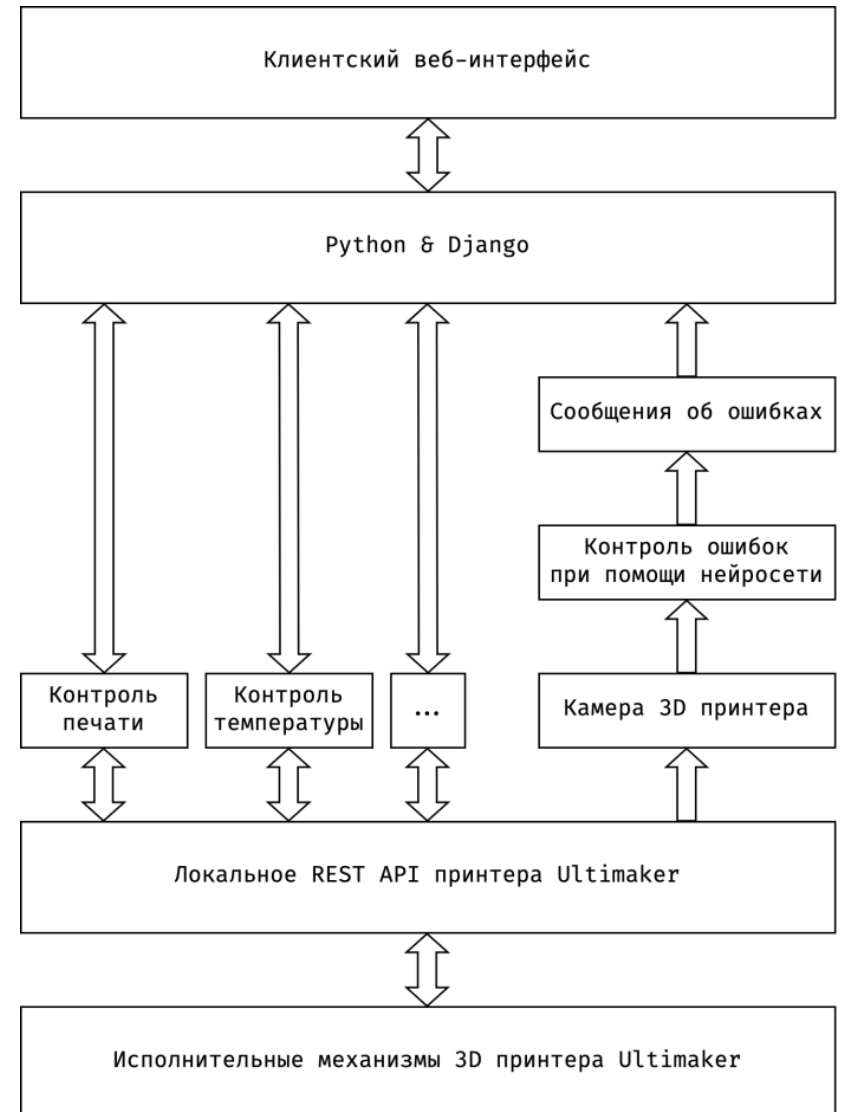 Клиентский веб-интерфейс
Python & Django
Сообщения об ошибках
Контроль ошибок
при помощи нейросети
Контроль
печати
Контроль
температуры
...
Камера 3D принтера
Локальное REST API принтера Ultimaker
Исполнительные механизмы 3D принтера Ultimaker